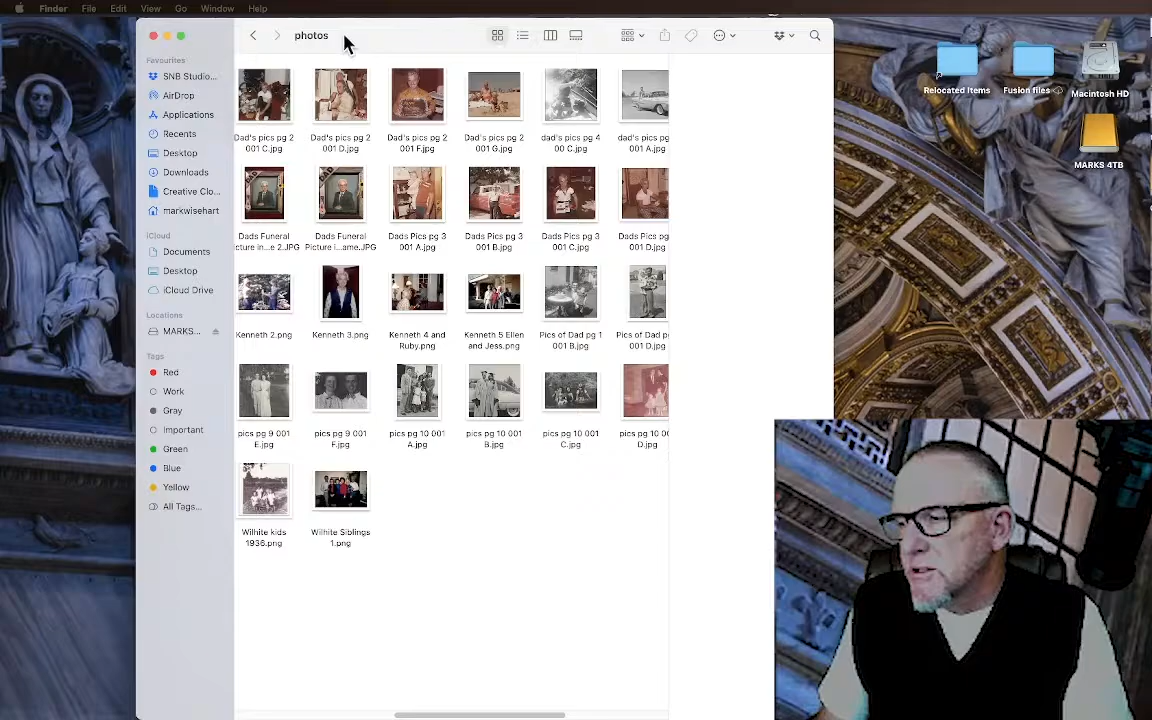 Finder File Edit View Go Window Help
photos
Favourites
SNB Studio...
AirDrop
Applications
Recents
Desktop
Downloads
Creative Clo...
markwisehart
iCloud
Documents
Desktop
iCloud Drive
Locations
MARKS...
Tags
Red
Work
Gray
Important
Green
Blue
Yellow
All Tags...
Dad's pics pg 2
001 C.jpg
Dad's pics pg 2
001 D.jpg
Dad's pics pg 2
001 F.jpg
Dad's pics pg 2
001 G.jpg
dad's pics pg 4
00 C.jpg
dad's pics pg
001 A.jpg
Dads Funeral
icture in...e 2.JPG
Dads Funeral
Picture i...ame.JPG
Dads Pics pg 3
001 A.jpg
Dads Pics pg 3
001 B.jpg
Dads Pics pg 3
001 C.jpg
Dads Pics pg
001 D.jpg
Kenneth 2.png
Kenneth 3.png
Kenneth 4 and
Ruby.png
Kenneth 5 Ellen
and Jess.png
Pics of Dad pg 1
001 B.jpg
Pics of Dad p
001 D.jpg
pics pg 9 001
E.jpg
pics pg 9 001
F.jpg
pics pg 10 001
A.jpg
pics pg 10 001
B.jpg
pics pg 10 001
C.jpg
pics pg 10 00
D.jpg
Wilhite kids
1936.png
Wilhite Siblings
1.png
Relocated Items
Fusion files
Macintosh HD
MARKS 4TB